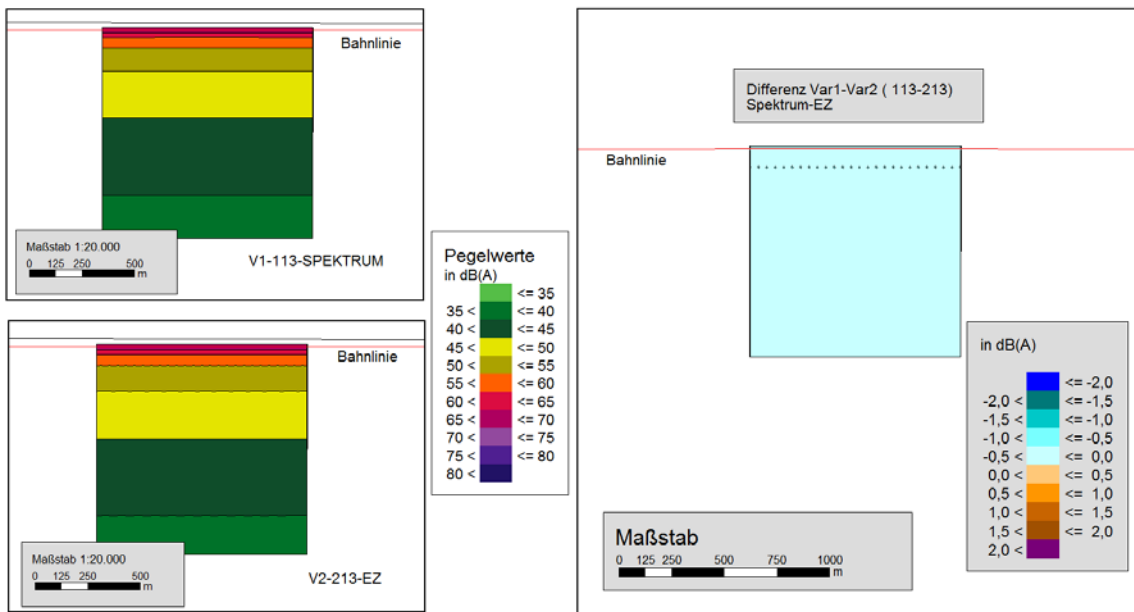 Bahnlinie
Maßstab 1:20.000
0 125 250 500
m
V1-113-SPEKTRUM
Bahnlinie
Maßstab 1:20.000
0 125 250 500
m
V2-213-EZ
Pegelwerte
in dB(A)
<= 35
35 < <= 40
40 < <= 45
45 < <= 50
50 < <= 55
55 < <= 60
60 < <= 65
65 < <= 70
70 < <= 75
75 < <= 80
80 <
Differenz Var1-Var2 ( 113-213)
Spektrum-EZ
Bahnlinie
in dB(A)
<= -2,0
-2,0 < <= -1,5
-1,5 < <= -1,0
-1,0 < <= -0,5
-0,5 < <= 0,0
0,0 < <= 0,5
0,5 < <= 1,0
1,0 < <= 1,5
1,5 < <= 2,0
2,0 <
Maßstab
0 250 500 750 1000
m